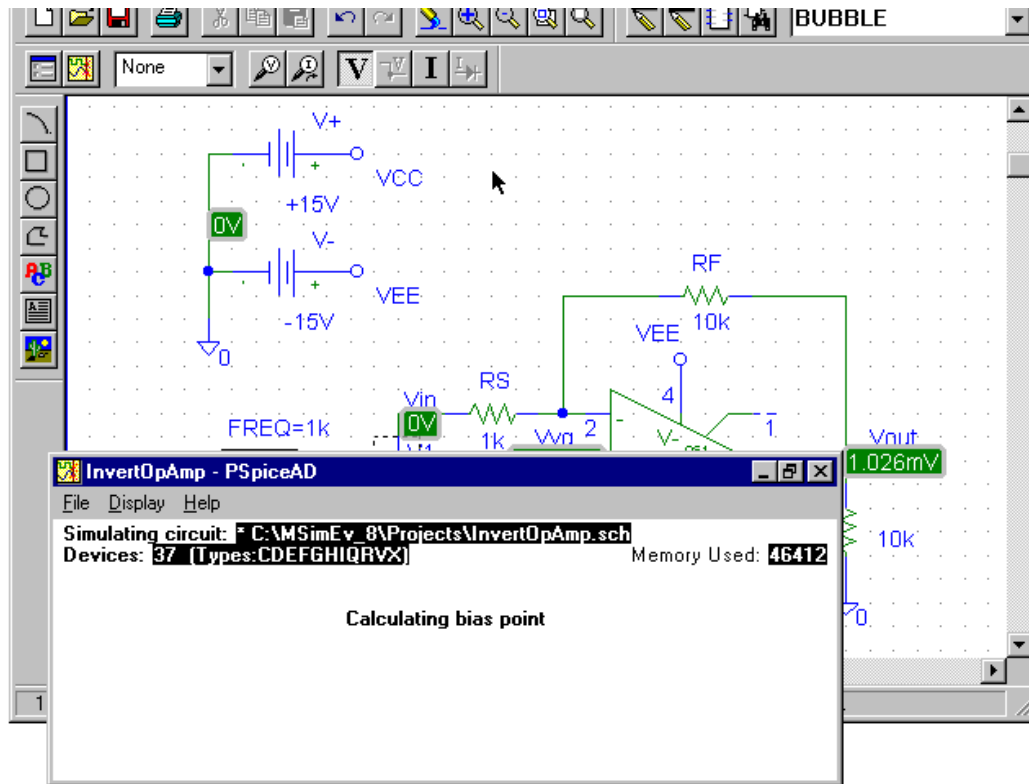 BUBBLE
None
V
V
I
V
I
V+
VCC
+15V
0V
V-
VEE
-15V
0
RF
10k
VEE
4
RS
Vin
0V
FREQ=1k
1k
2
-
V-
1
Vout
1.026mV
10k
0
+
+
ABC
InvertOpAmp - PSpiceAD
File Display Help
Simulating circuit: * C:\MSimEv_8\Projects\InvertOpAmp.sch
Devices: 37 (Types:CDEFGHIQRVX) Memory Used: 46412
Calculating bias point
1